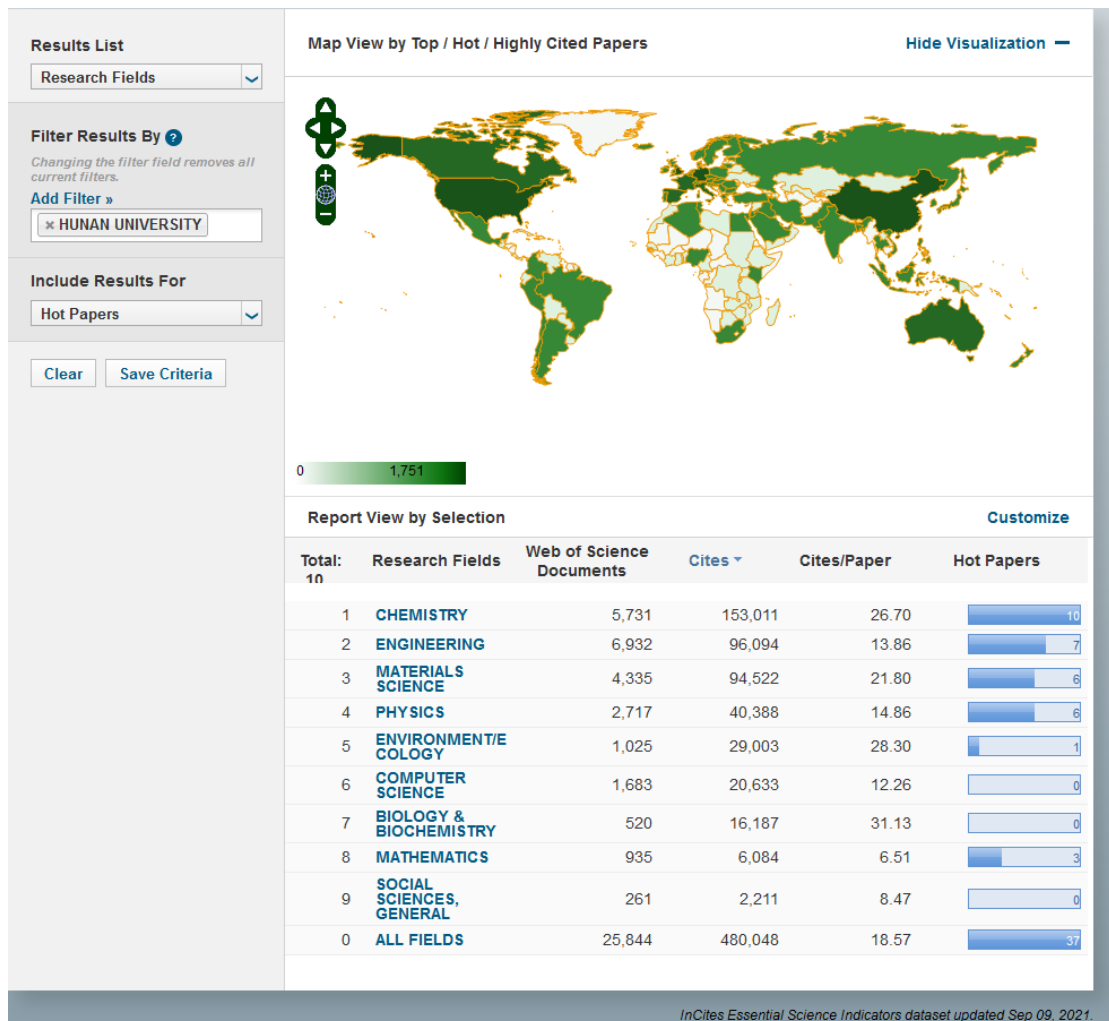 Results List
Research Fields
Filter Results By ?
Changing the filter field removes all
current filters.
Add Filter »
× HUNAN UNIVERSITY
Include Results For
Hot Papers
Clear Save Criteria
Map View by Top / Hot / Highly Cited Papers Hide Visualization –
0 1,751
Report View by Selection Customize
Total: 10 Research Fields Web of Science Documents Cites Cites/Paper Hot Papers
1 CHEMISTRY 5,731 153,011 26.70 10
2 ENGINEERING 6,932 96,094 13.86 7
3 MATERIALS SCIENCE 4,335 94,522 21.80 6
4 PHYSICS 2,717 40,388 14.86 6
5 ENVIRONMENT/ECOLOGY 1,025 29,003 28.30 1
6 COMPUTER SCIENCE 1,683 20,633 12.26 0
7 BIOLOGY & BIOCHEMISTRY 520 16,187 31.13 0
8 MATHEMATICS 935 6,084 6.51 3
9 SOCIAL SCIENCES, GENERAL 261 2,211 8.47 0
0 ALL FIELDS 25,844 480,048 18.57 37
InCites Essential Science Indicators dataset updated Sep 09, 2021.